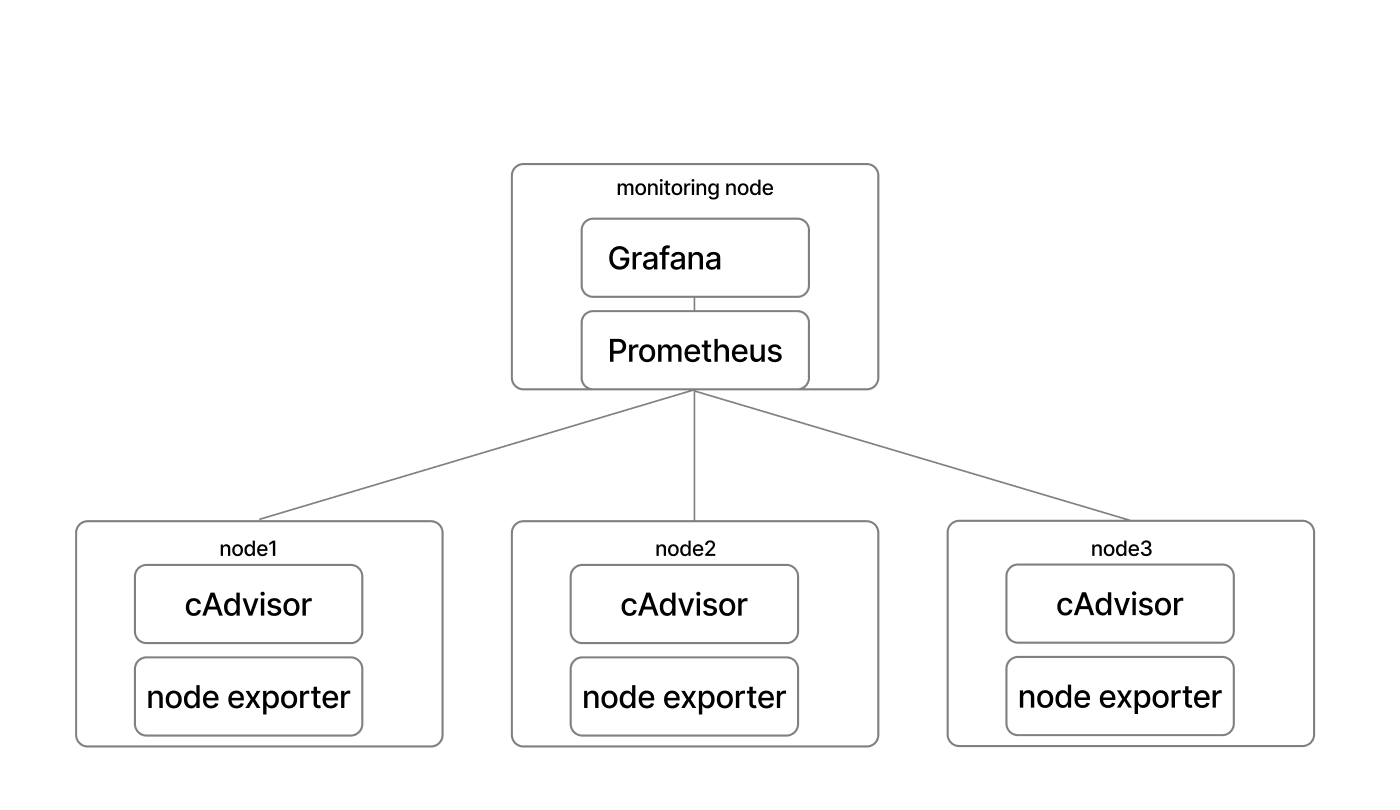 monitoring node
Grafana
Prometheus
node1
cAdvisor
node exporter
node2
cAdvisor
node exporter
node3
cAdvisor
node exporter